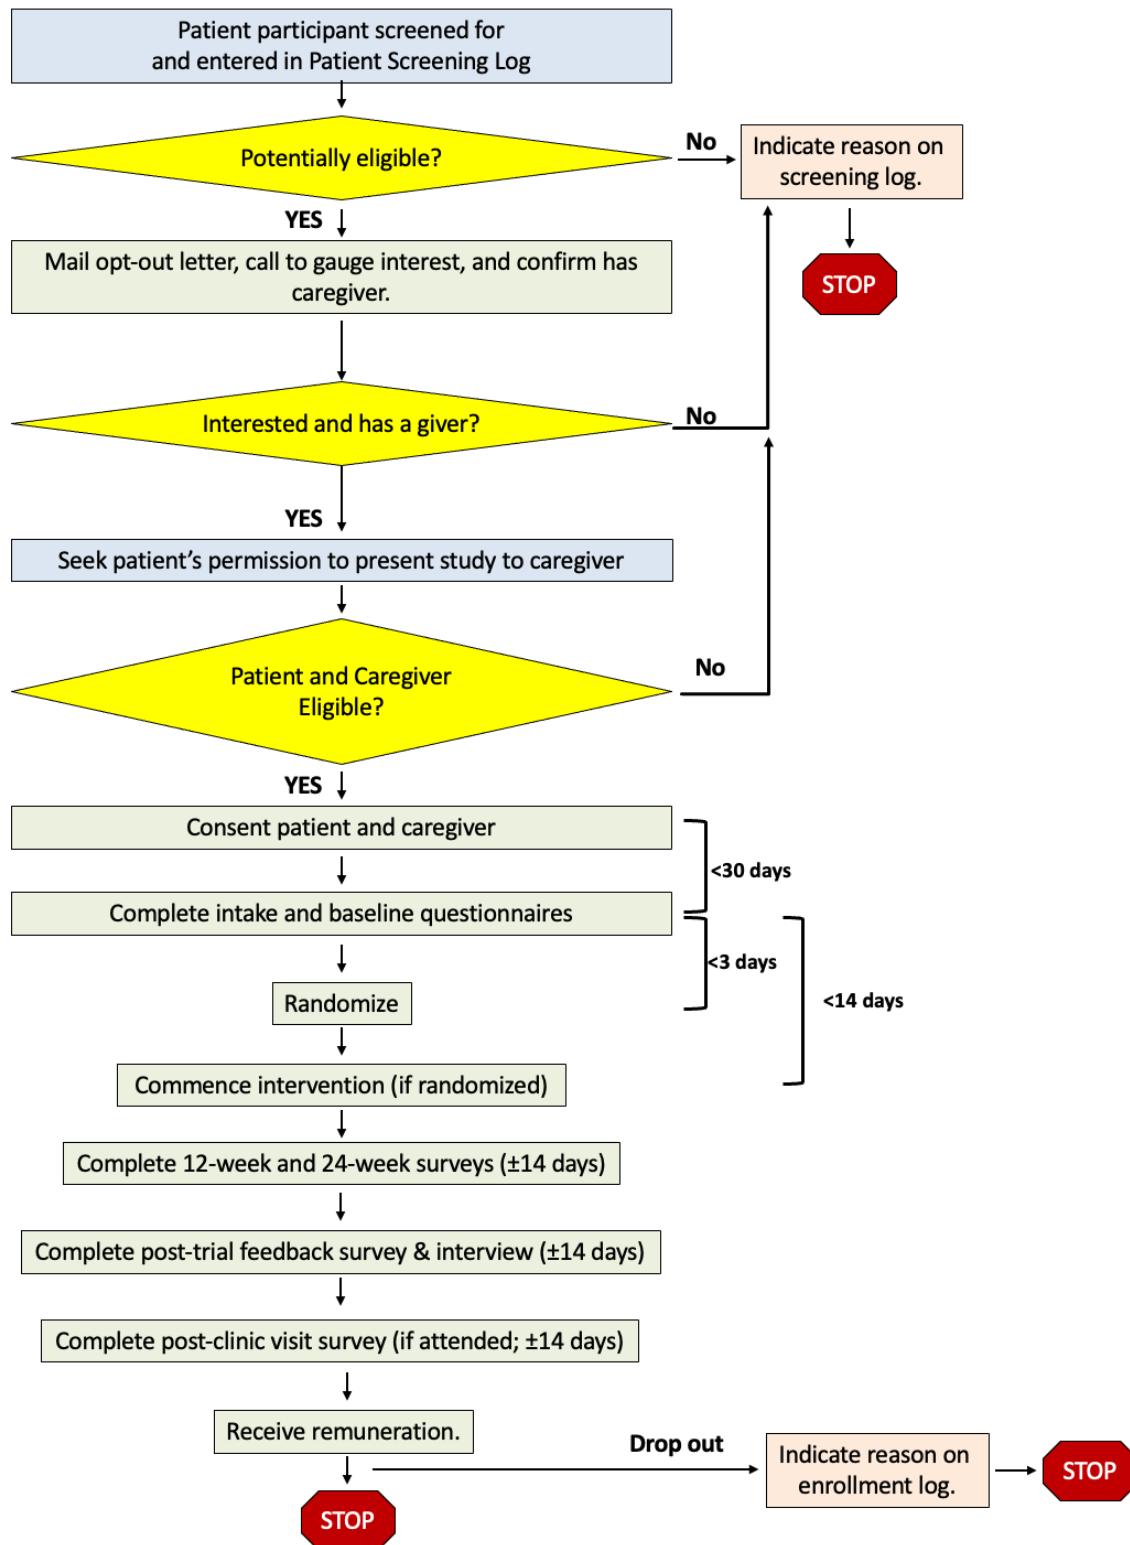 Patient participant screened for
and entered in Patient Screening Log
Potentially eligible?
No
Indicate reason on
screening log.
STOP
YES
Mail opt-out letter, call to gauge interest, and confirm has
caregiver.
Interested and has a giver?
No
YES
Seek patient’s permission to present study to caregiver
Patient and Caregiver
Eligible?
No
YES
Consent patient and caregiver
<30 days
Complete intake and baseline questionnaires
<3 days
Randomize
<14 days
Commence intervention (if randomized)
Complete 12-week and 24-week surveys (±14 days)
Complete post-trial feedback survey & interview (±14 days)
Complete post-clinic visit survey (if attended; ±14 days)
Receive remuneration.
Drop out
Indicate reason on
enrollment log.
STOP
STOP